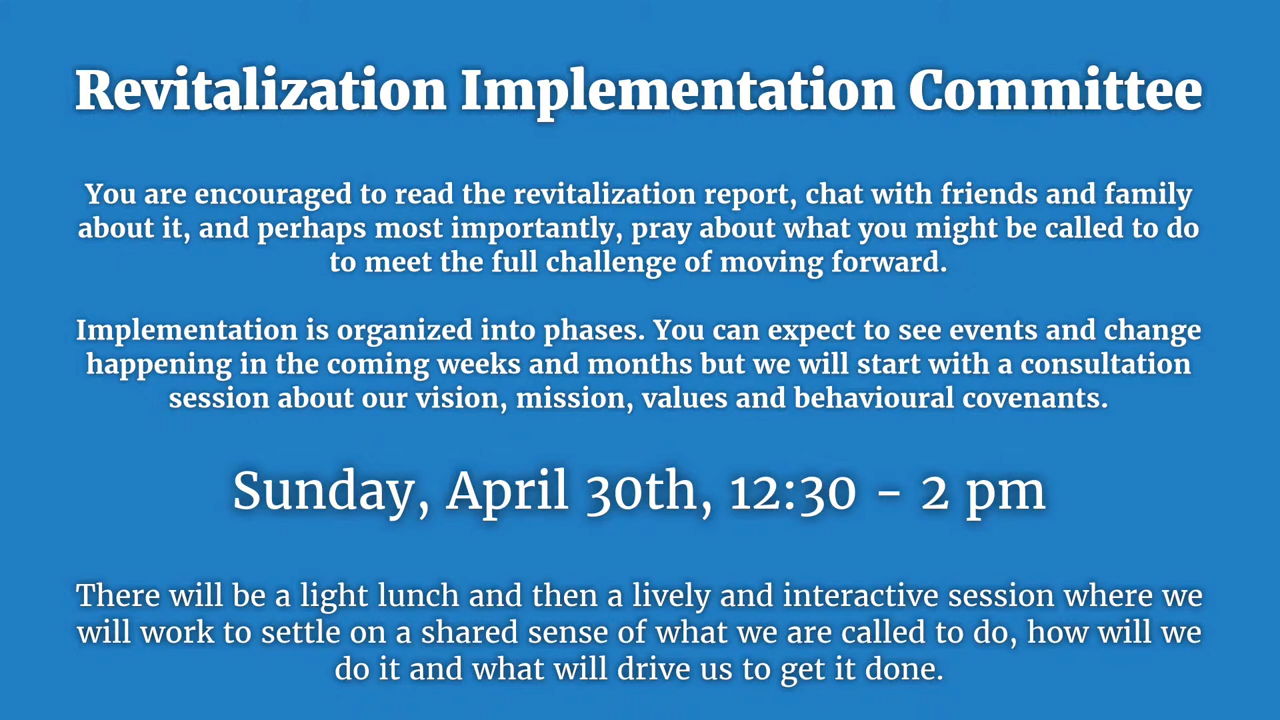 Revitalization Implementation Committee
You are encouraged to read the revitalization report, chat with friends and family
about it, and perhaps most importantly, pray about what you might be called to do
to meet the full challenge of moving forward.
Implementation is organized into phases. You can expect to see events and change
happening in the coming weeks and months but we will start with a consultation
session about our vision, mission, values and behavioural covenants.
Sunday, April 30th, 12:30 - 2 pm
There will be a light lunch and then a lively and interactive session where we
will work to settle on a shared sense of what we are called to do, how will we
do it and what will drive us to get it done.